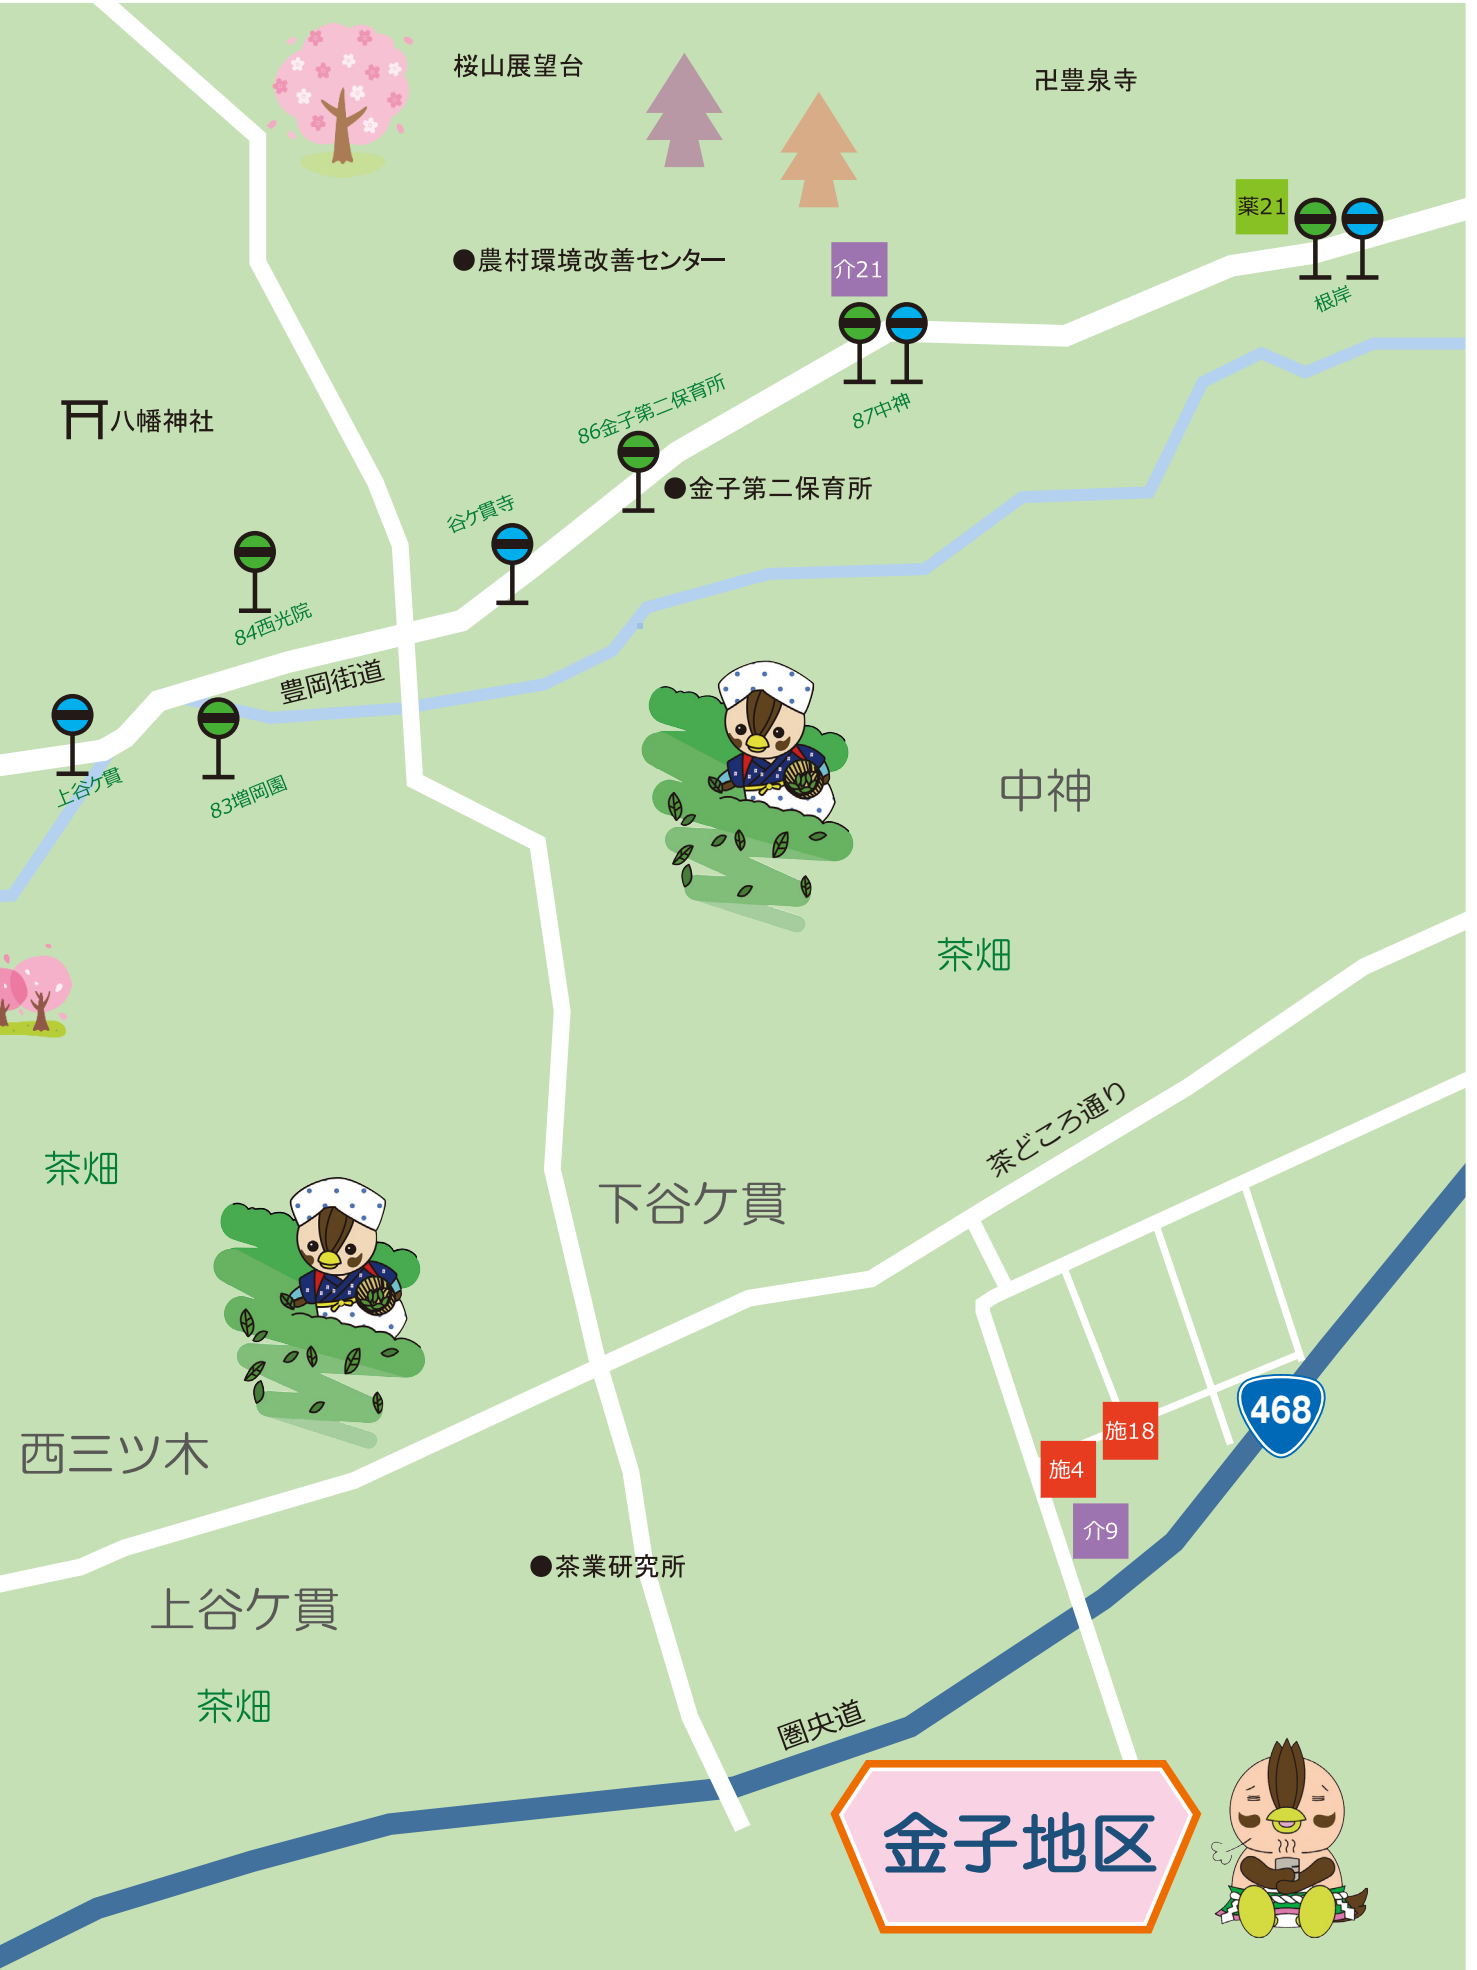 桜山展望台
卍豊泉寺
薬21
●農村環境改善センター
介21
根岸
86金子第二保育所
87中神
八幡神社
●金子第二保育所
谷ケ貫寺
84西光院
豊岡街道
上谷ケ貫
83増岡園
中神
茶畑
茶どころ通り
茶畑
下谷ケ貫
468
施18
西三ツ木
施4
介9
●茶業研究所
上谷ケ貫
茶畑
圏央道
金子地区